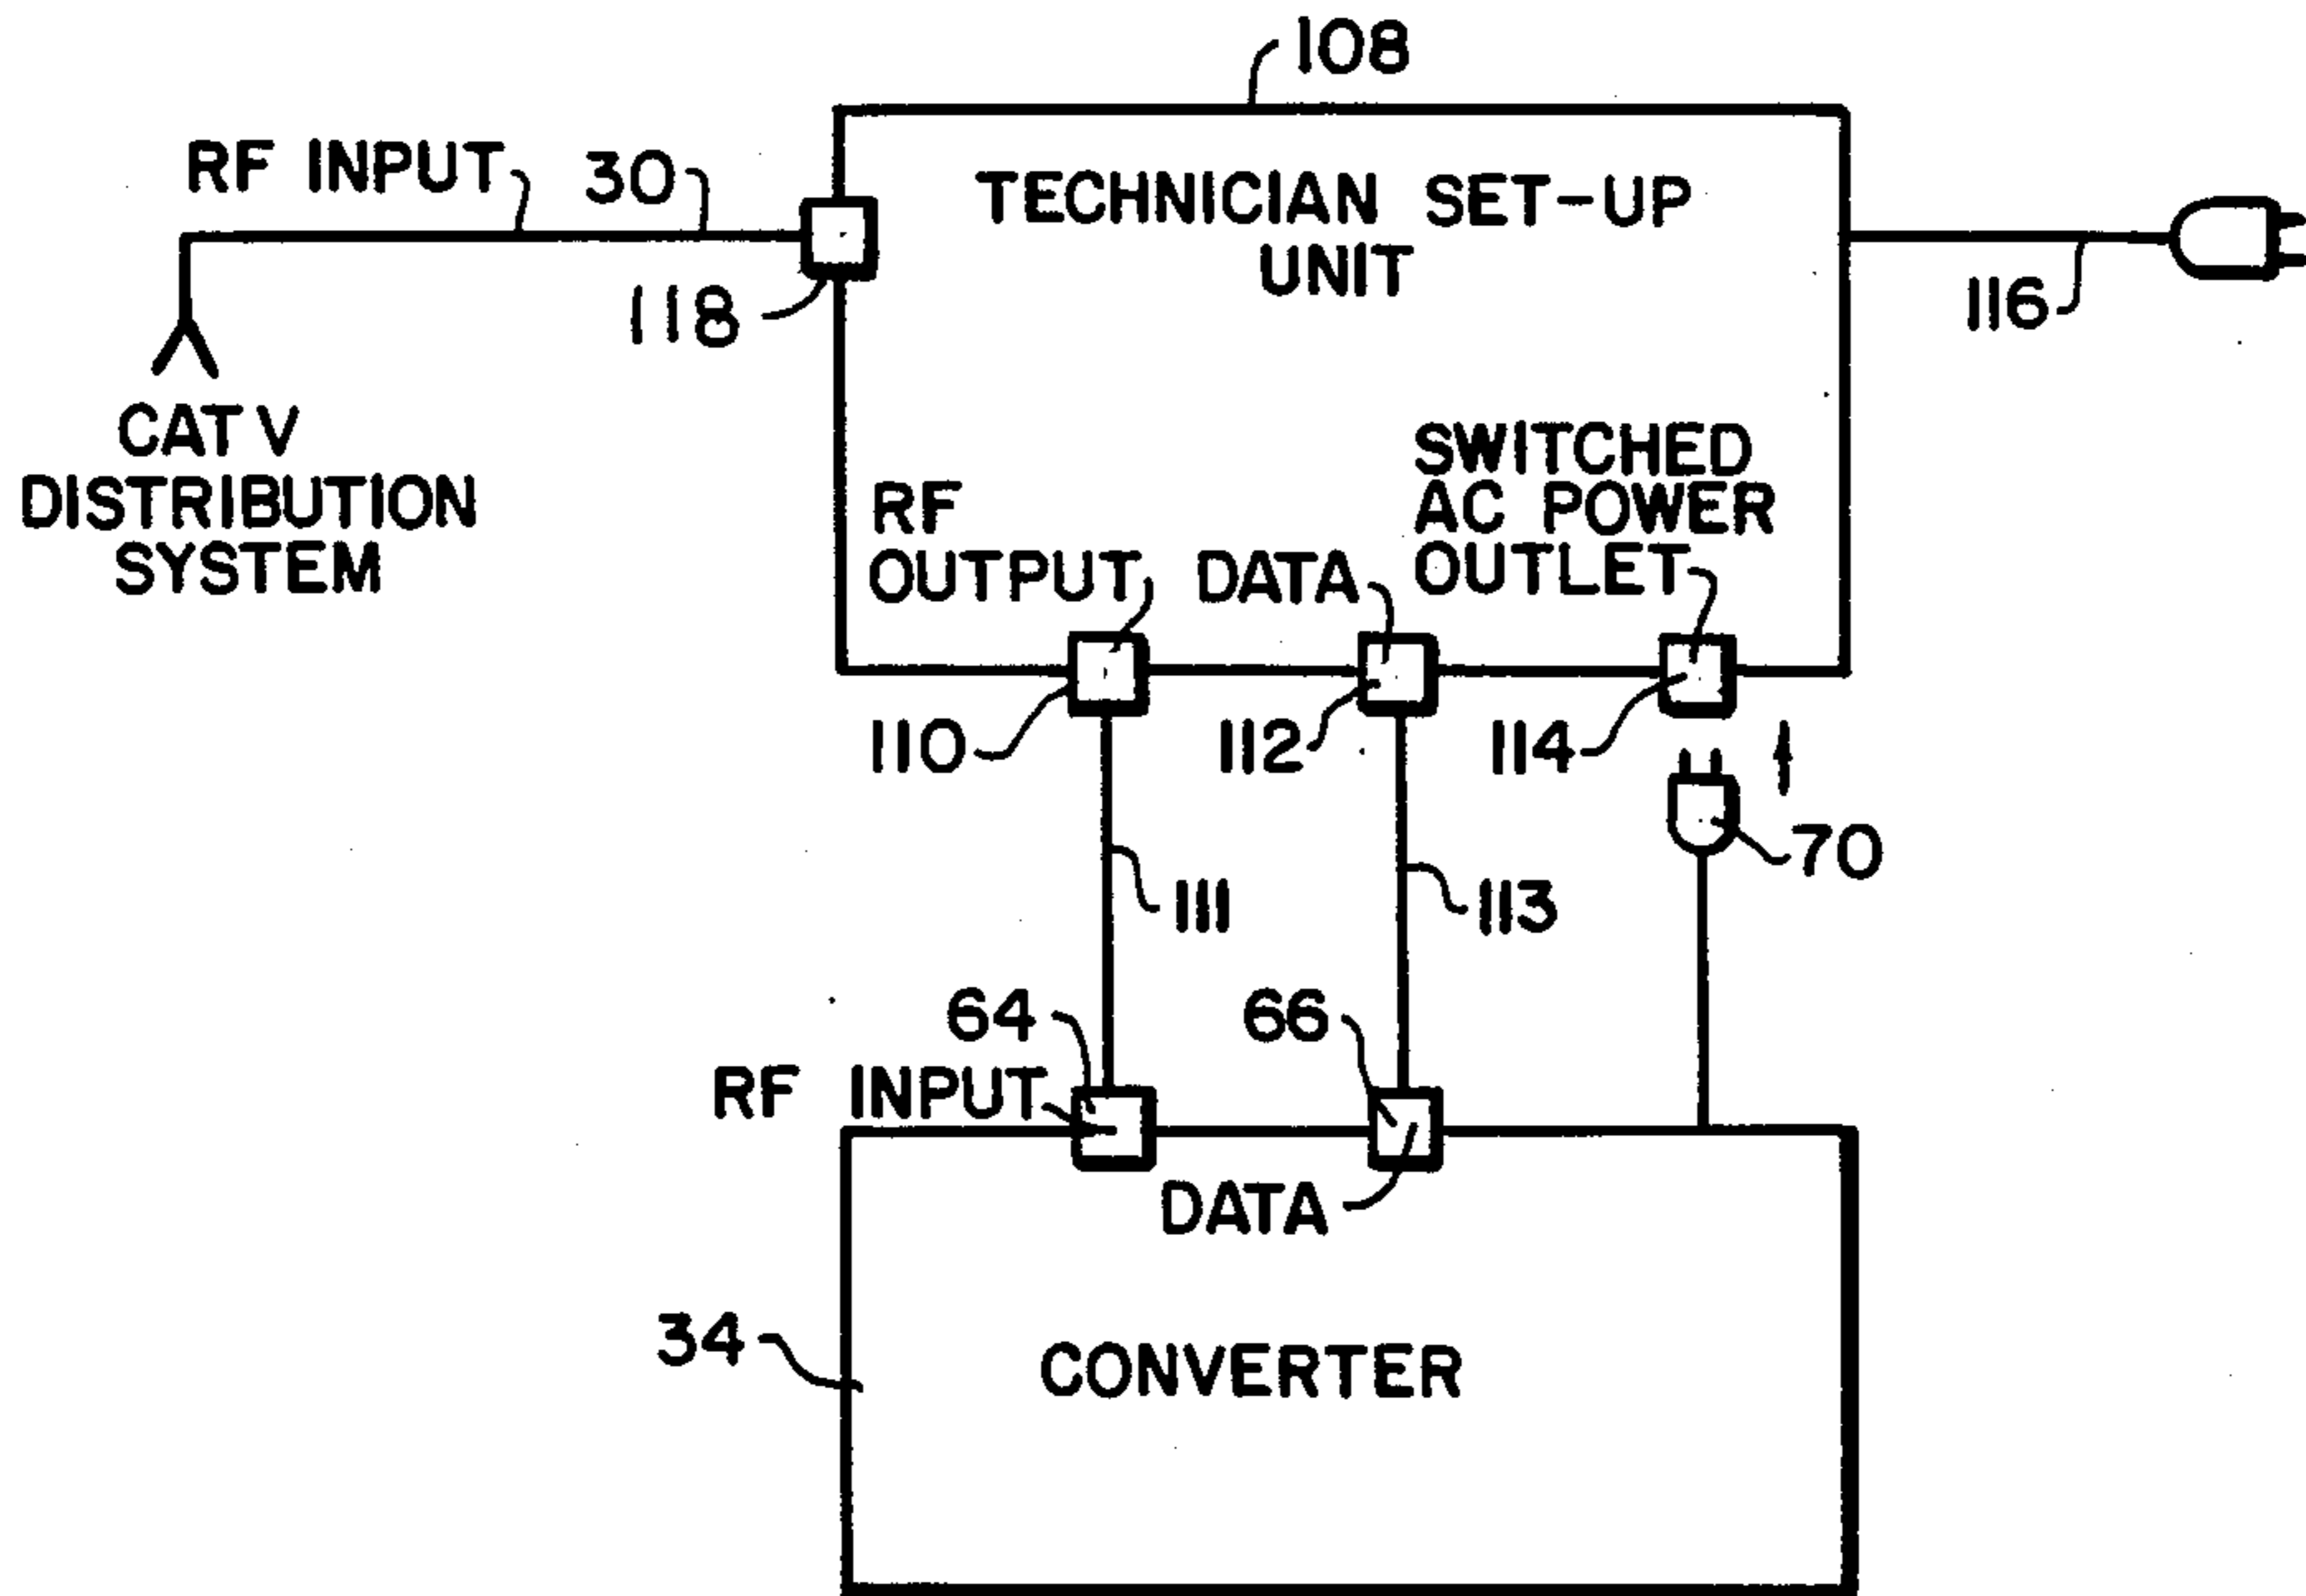 108
RF INPUT
30
TECHNICIAN SET-UP
UNIT
118
116
CATV
DISTRIBUTION
SYSTEM
RF
OUTPUT
DATA
SWITCHED
AC POWER
OUTLET
110
112
114
70
111
113
64
66
RF INPUT
DATA
34
CONVERTER